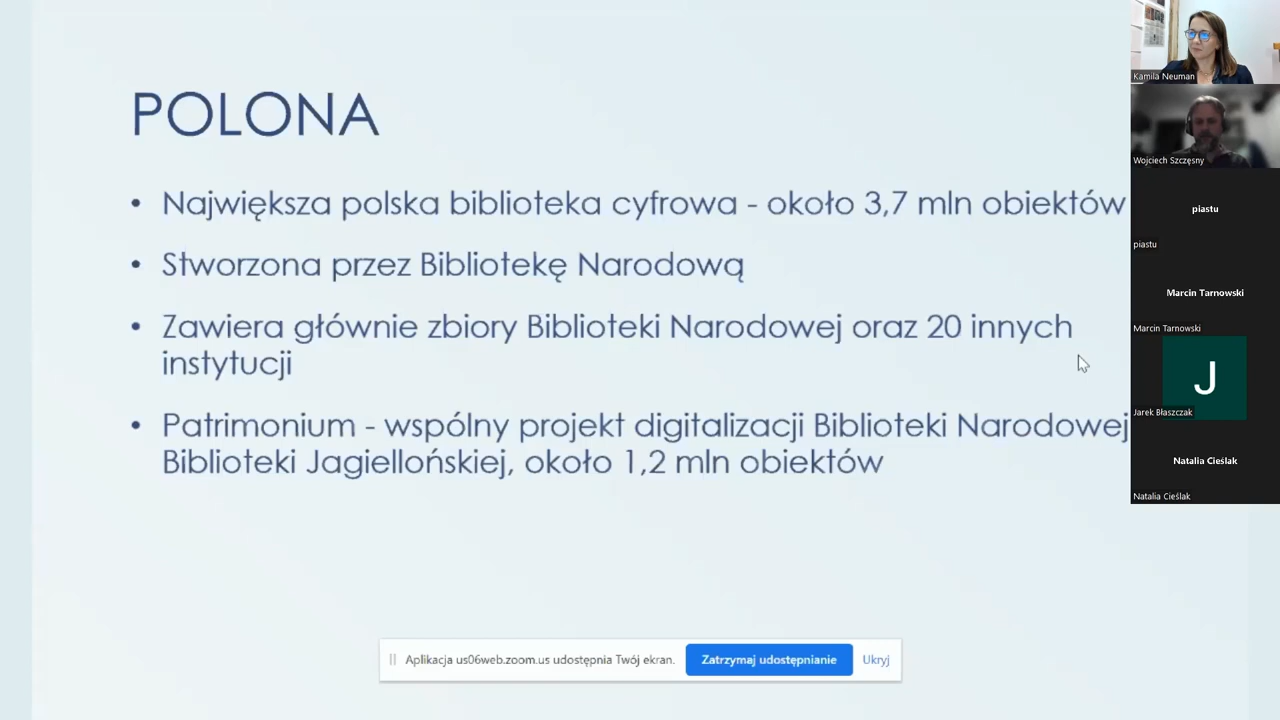 POLONA
• Największa polska biblioteka cyfrowa - około 3,7 mln obiektów
• Stworzona przez Bibliotekę Narodową
• Zawiera głównie zbiory Biblioteki Narodowej oraz 20 innych
instytucji
• Patrimonium - wspólny projekt digitalizacji Biblioteki Narodowej
Biblioteki Jagiellońskiej, około 1,2 mln obiektów
Kamila Neuman
Wojciech Szczęsny
piastu
piastu
Marcin Tarnowski
Marcin Tarnowski
J
Jarek Błaszczak
Natalia Cieślak
Natalia Cieślak
Aplikacja us06web.zoom.us udostępnia Twój ekran.
Zatrzymaj udostępnianie
Ukryj